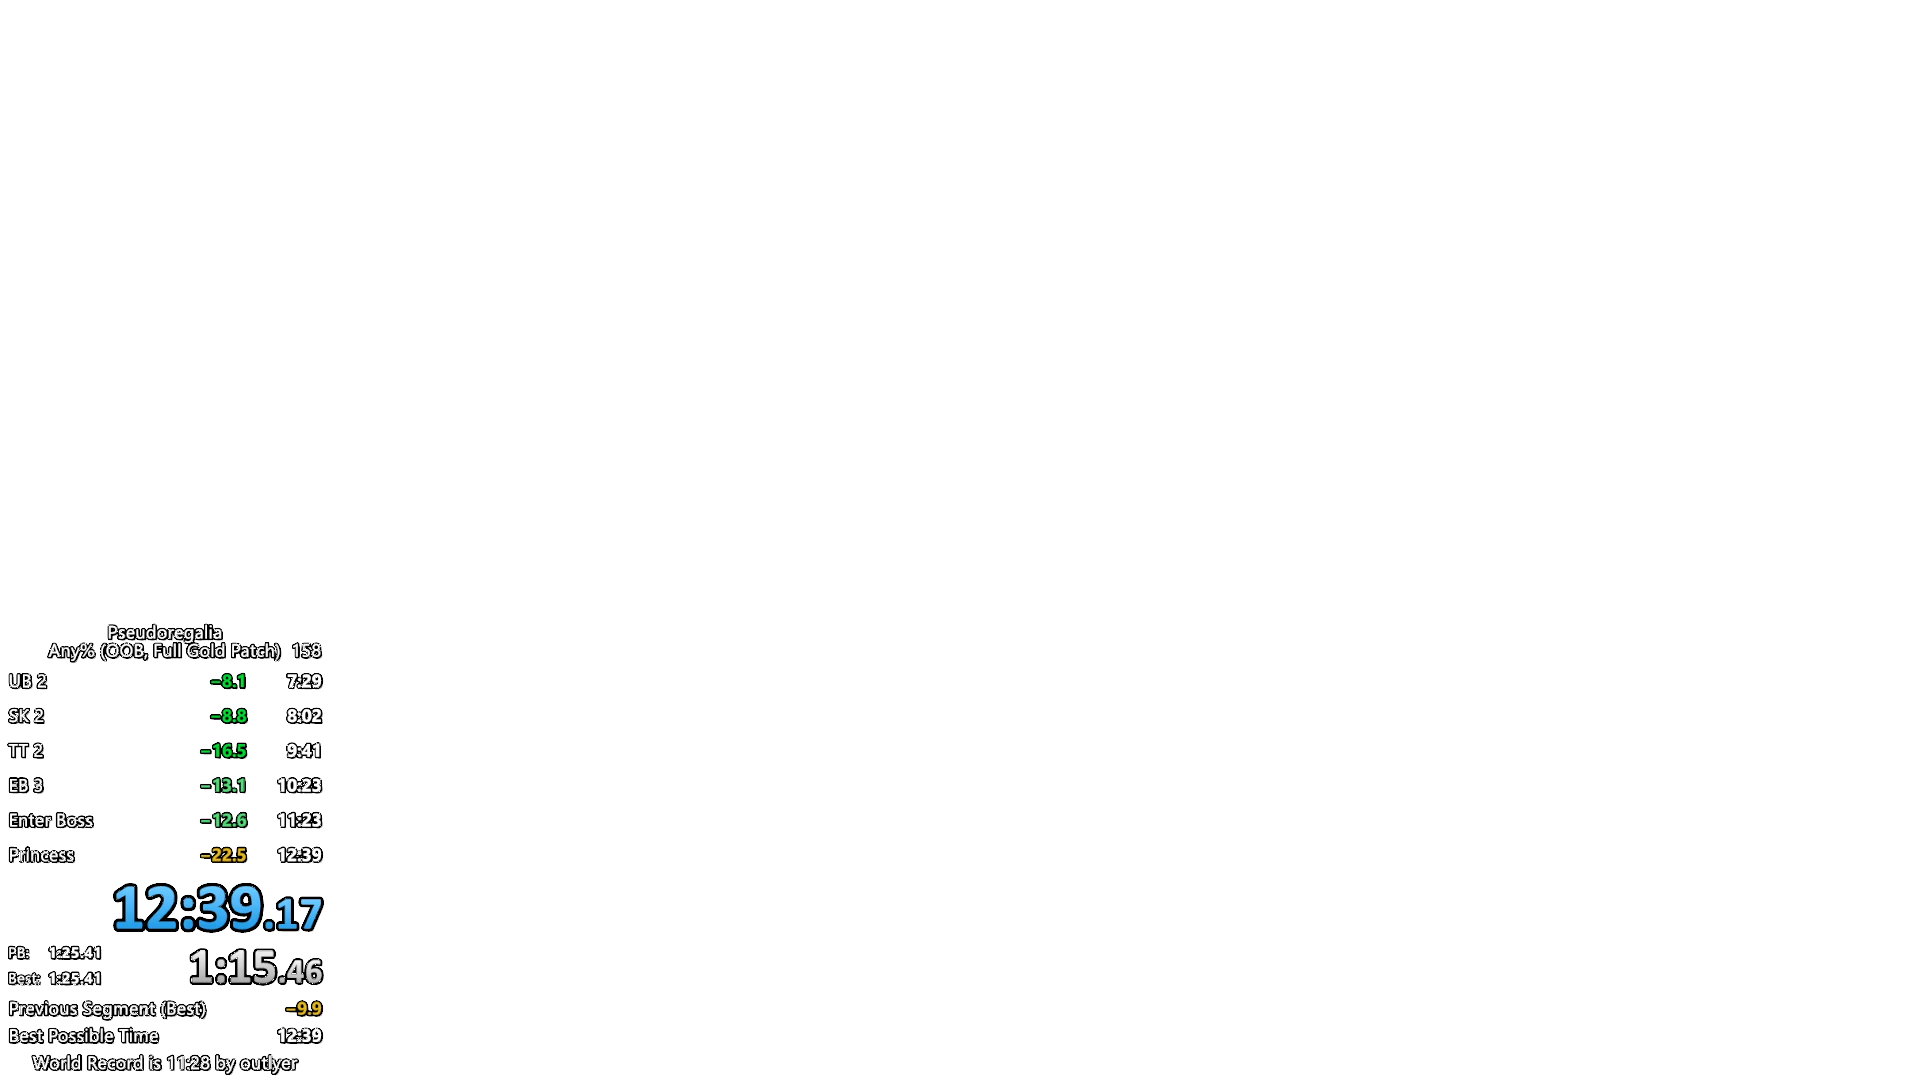 Pseudoregalia
Any% (OOB, Full Gold Patch) 158
UB 2 −8.1 7:29
SK 2 −8.8 8:02
TT 2 −16.5 9:41
EB 3 −13.1 10:23
Enter Boss −12.6 11:23
Princess −22.5 12:39
12:39.17
PB: 1:25.41
1:15.46
Best: 1:25.41
Previous Segment (Best) −9.9
Best Possible Time 12:39
World Record is 11:28 by outlyer